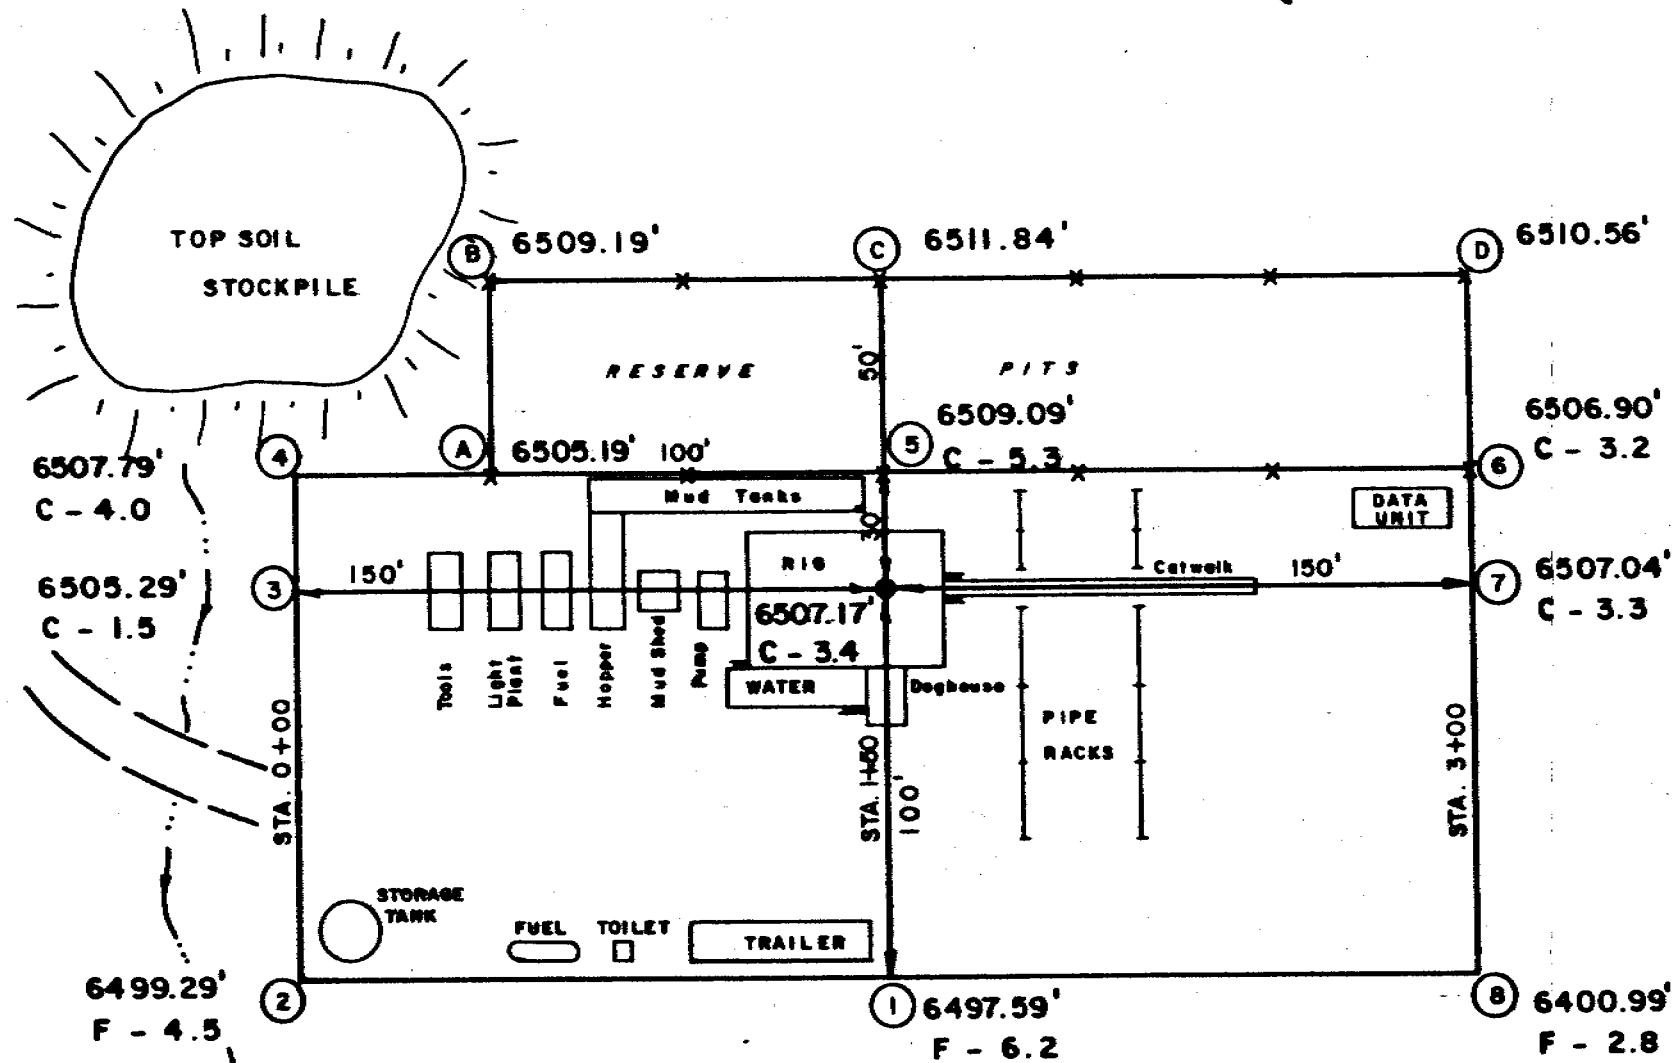 TOP SOIL
STOCKPILE
B
6509.19'
C
6511.84'
D
6510.56'
RESERVE
50'
PITS
4
6507.79'
C - 4.0
A
6505.19'
100'
5
6509.09'
C - 5.3
6
6506.90'
C - 3.2
Mud Tanks
30'
DATA
UNIT
3
6505.29'
C - 1.5
150'
RIG
6507.17'
C - 3.4
Catwalk
150'
7
6507.04'
C - 3.3
Tools
Light
Plant
Fuel
Hopper
Mud Shed
Pump
WATER
Doghouse
PIPE
RACKS
STA. 0+00
STA. 1+50
100'
STA. 3+00
STORAGE
TANK
FUEL
TOILET
TRAILER
2
6499.29'
F - 4.5
1
6497.59'
F - 6.2
8
6400.99'
F - 2.8